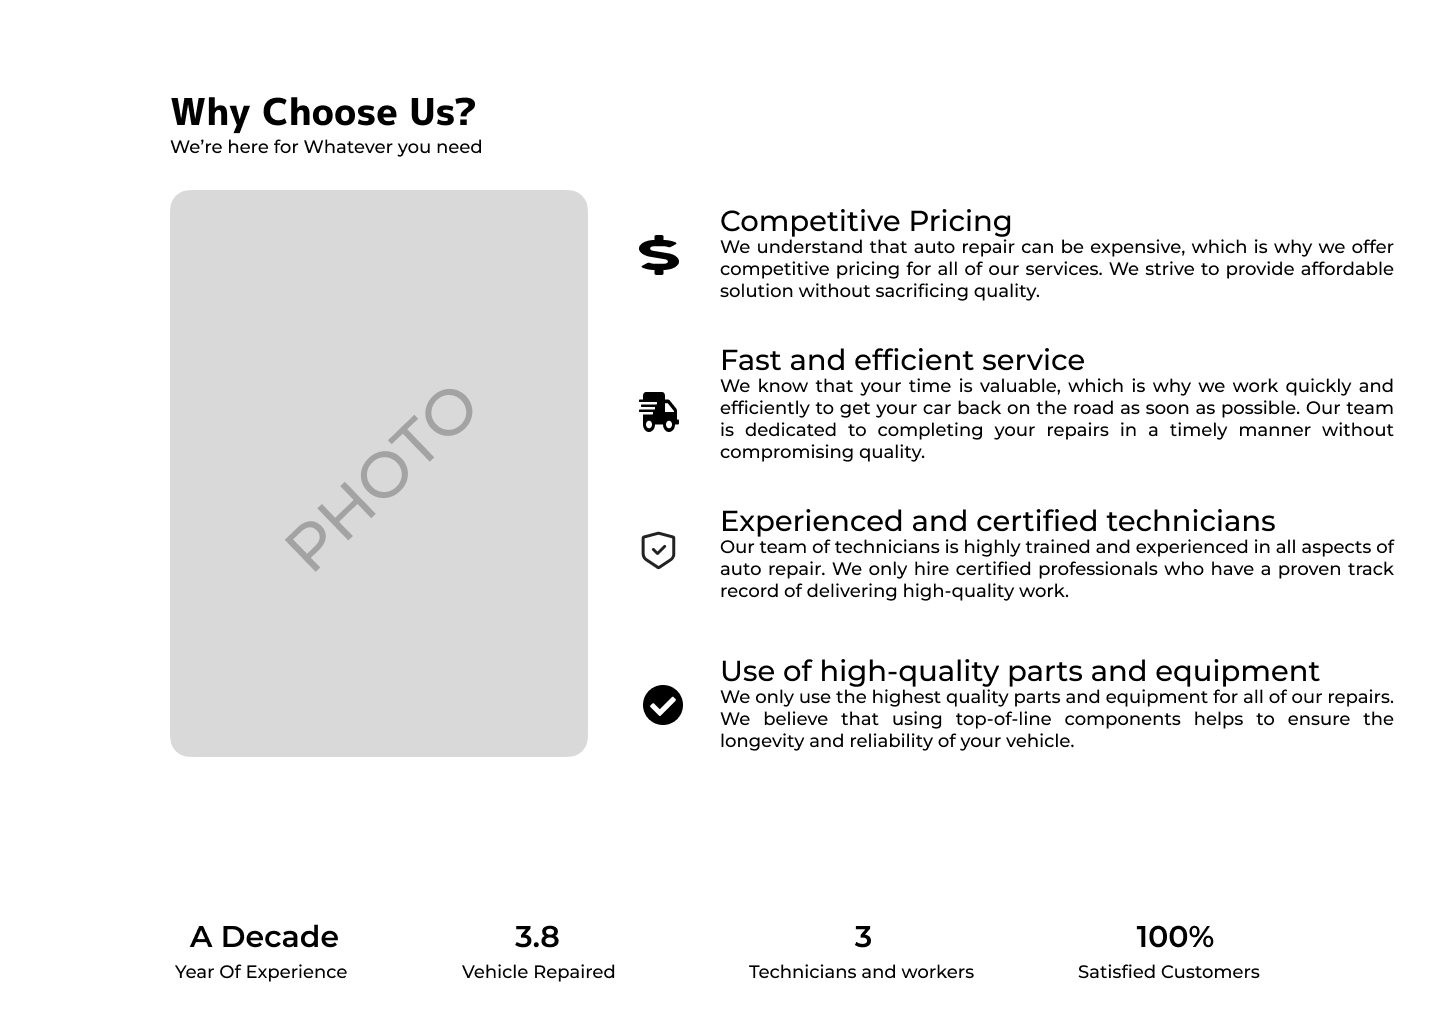 Why Choose Us?
We’re here for Whatever you need
PHOTO
Competitive Pricing
We understand that auto repair can be expensive, which is why we offer
competitive pricing for all of our services. We strive to provide affordable
solution without sacrificing quality.
Fast and efficient service
We know that your time is valuable, which is why we work quickly and
efficiently to get your car back on the road as soon as possible. Our team
is dedicated to completing your repairs in a timely manner without
compromising quality.
Experienced and certified technicians
Our team of technicians is highly trained and experienced in all aspects of
auto repair. We only hire certified professionals who have a proven track
record of delivering high-quality work.
Use of high-quality parts and equipment
We only use the highest quality parts and equipment for all of our repairs.
We believe that using top-of-line components helps to ensure the
longevity and reliability of your vehicle.
A Decade
Year Of Experience
3.8
Vehicle Repaired
3
Technicians and workers
100%
Satisfied Customers